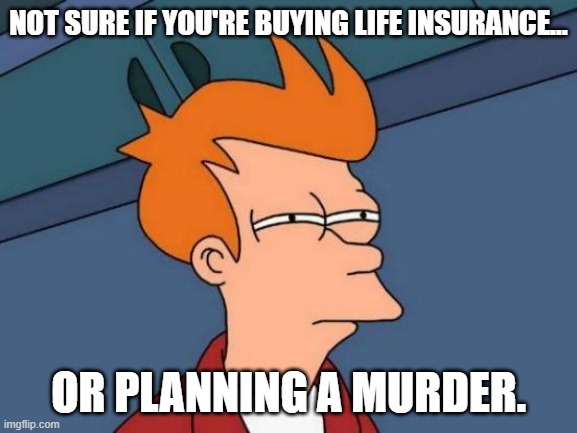 NOT SURE IF YOU'RE BUYING LIFE INSURANCE...
OR PLANNING A MURDER.
imgflip.com